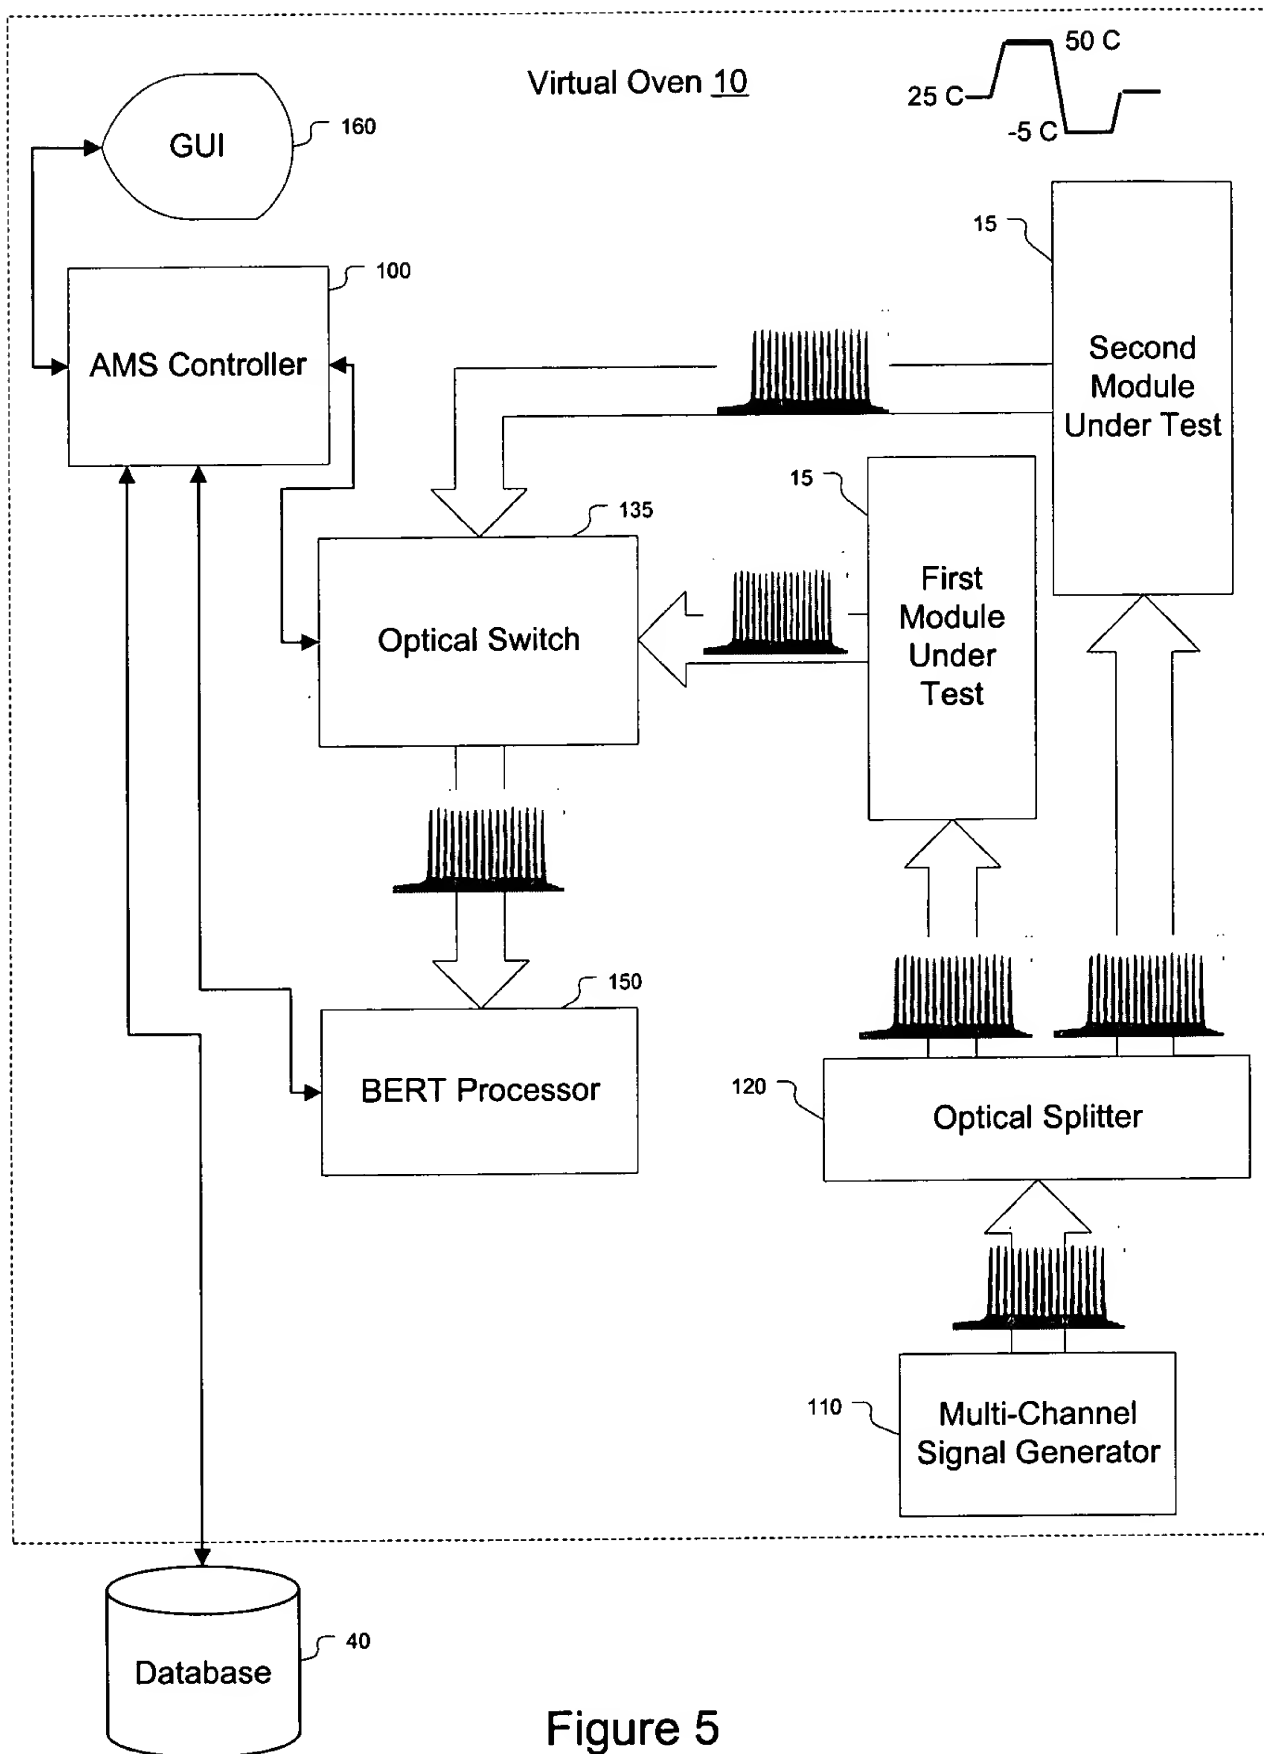 Virtual Oven 10
50 C
25 C
-5 C
GUI
160
15
100
AMS Controller
Second
Module
Under Test
15
135
First
Module
Under
Test
Optical Switch
150
BERT Processor
120
Optical Splitter
110
Multi-Channel
Signal Generator
40
Database
Figure 5